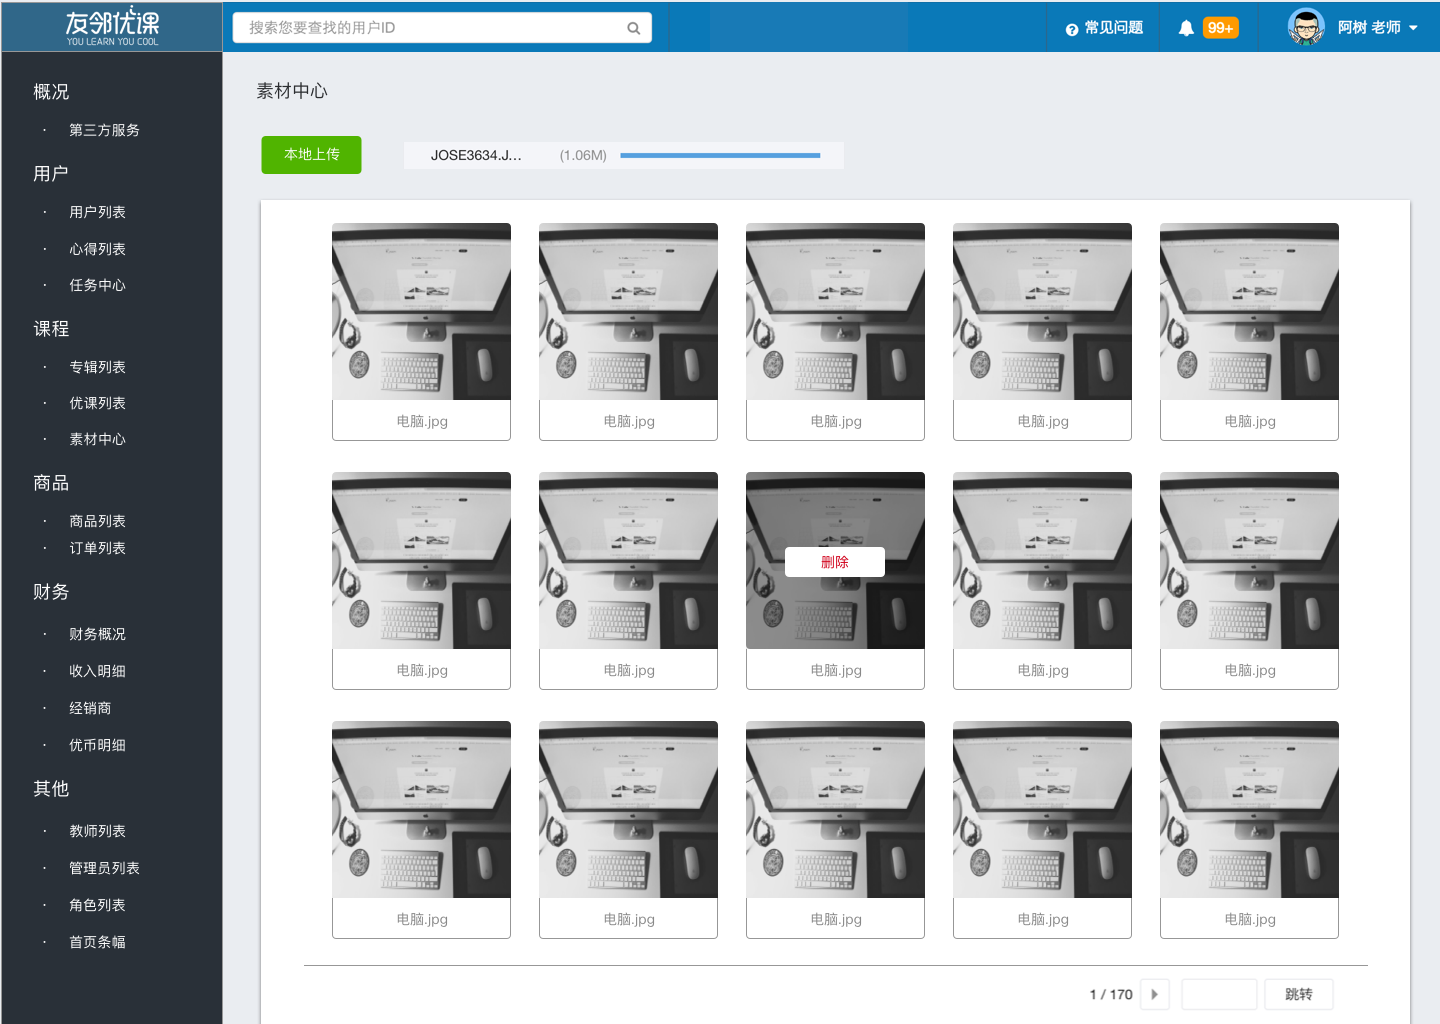 友邻优课
YOU LEARN YOU COOL
搜索您要查找的用户ID
常见问题
99+
阿树 老师
概况
· 第三方服务
用户
· 用户列表
· 心得列表
· 任务中心
课程
· 专辑列表
· 优课列表
· 素材中心
商品
· 商品列表
· 订单列表
财务
· 财务概况
· 收入明细
· 经销商
· 优币明细
其他
· 教师列表
· 管理员列表
· 角色列表
· 首页条幅
素材中心
本地上传
JOSE3634.J... (1.06M)
电脑.jpg 电脑.jpg 电脑.jpg 电脑.jpg 电脑.jpg
删除
电脑.jpg 电脑.jpg 电脑.jpg 电脑.jpg 电脑.jpg
电脑.jpg 电脑.jpg 电脑.jpg 电脑.jpg 电脑.jpg
1 / 170 跳转